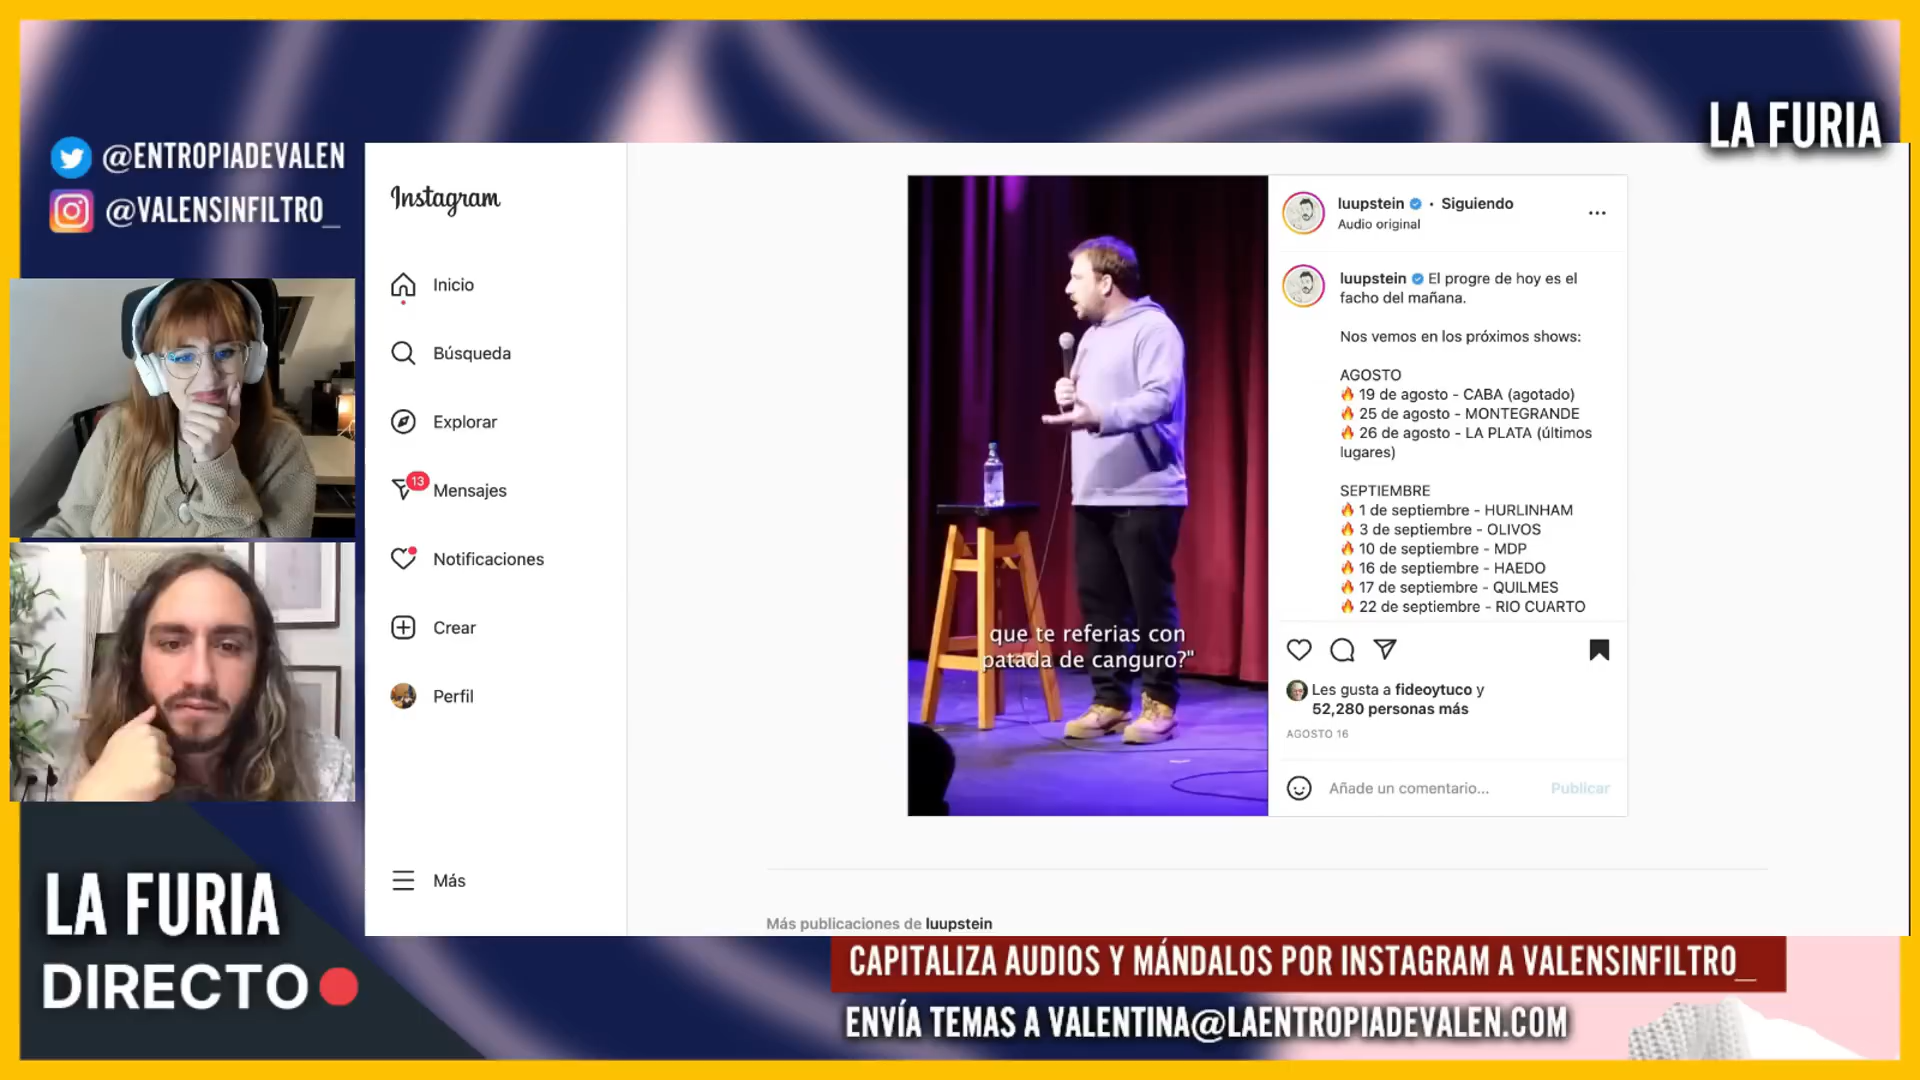 LA FURIA
@ENTROPIADEVALEN
@VALENSINFILTRO_
Instagram
Inicio
Búsqueda
Explorar
13
Mensajes
Notificaciones
Crear
Perfil
Más
que te referias con
patada de canguro?"
luupstein • Siguiendo
Audio original
luupstein El progre de hoy es el
facho del mañana.
Nos vemos en los próximos shows:
AGOSTO
🔥 19 de agosto - CABA (agotado)
🔥 25 de agosto - MONTEGRANDE
🔥 26 de agosto - LA PLATA (últimos
lugares)
SEPTIEMBRE
🔥 1 de septiembre - HURLINHAM
🔥 3 de septiembre - OLIVOS
🔥 10 de septiembre - MDP
🔥 16 de septiembre - HAEDO
🔥 17 de septiembre - QUILMES
🔥 22 de septiembre - RIO CUARTO
Les gusta a fideoytuco y
52,280 personas más
AGOSTO 16
Añade un comentario...
Publicar
Más publicaciones de luupstein
LA FURIA
DIRECTO
CAPITALIZA AUDIOS Y MÁNDALOS POR INSTAGRAM A VALENSINFILTRO_
ENVÍA TEMAS A VALENTINA@LAENTROPIADEVALEN.COM